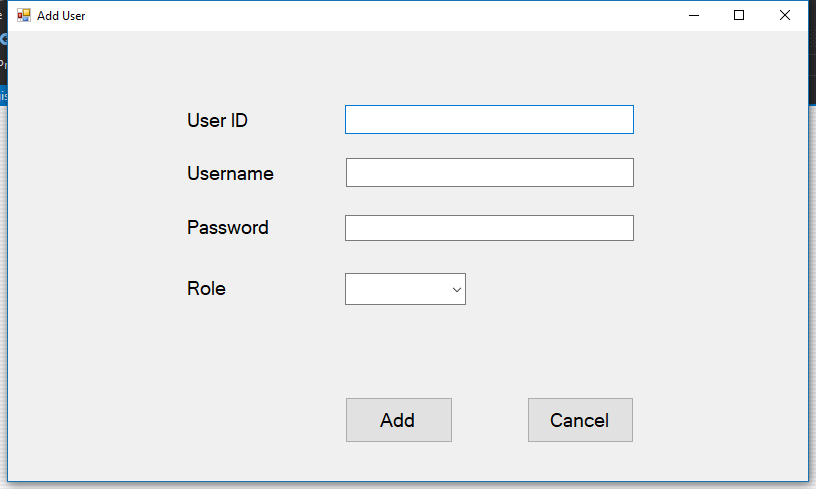 Add User
User ID
Username
Password
Role
Add
Cancel